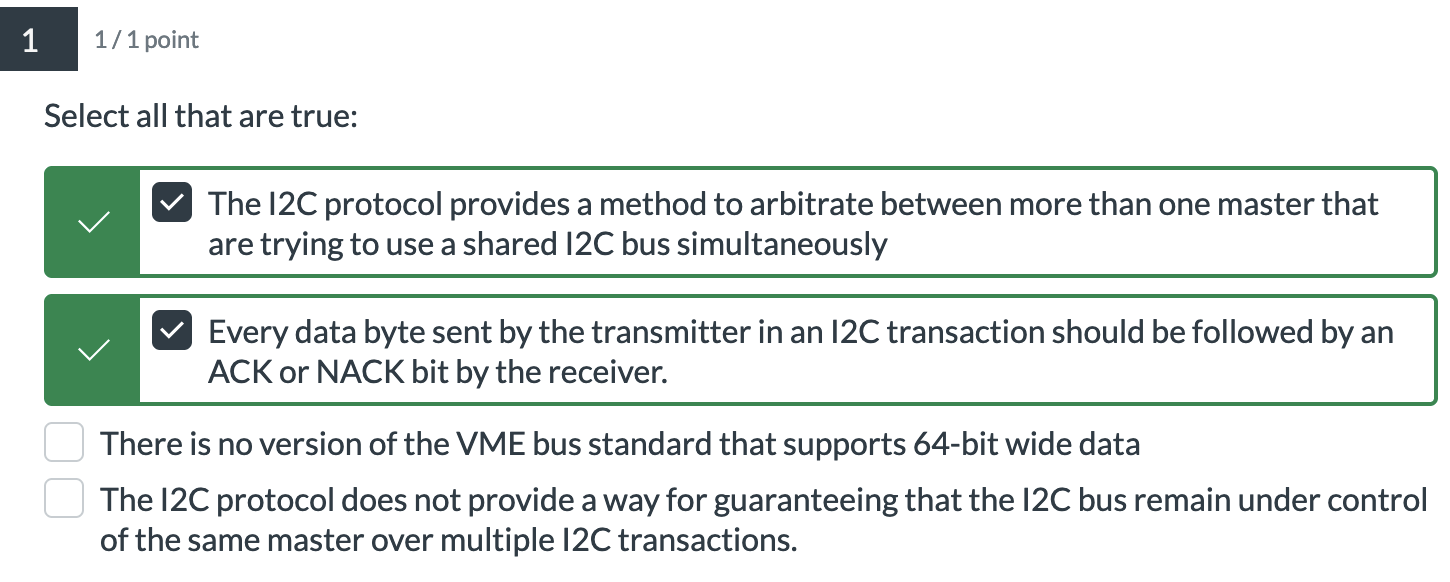 1
1 / 1 point
Select all that are true:
The I2C protocol provides a method to arbitrate between more than one master that
are trying to use a shared I2C bus simultaneously
Every data byte sent by the transmitter in an I2C transaction should be followed by an
ACK or NACK bit by the receiver.
There is no version of the VME bus standard that supports 64-bit wide data
The I2C protocol does not provide a way for guaranteeing that the I2C bus remain under control
of the same master over multiple I2C transactions.